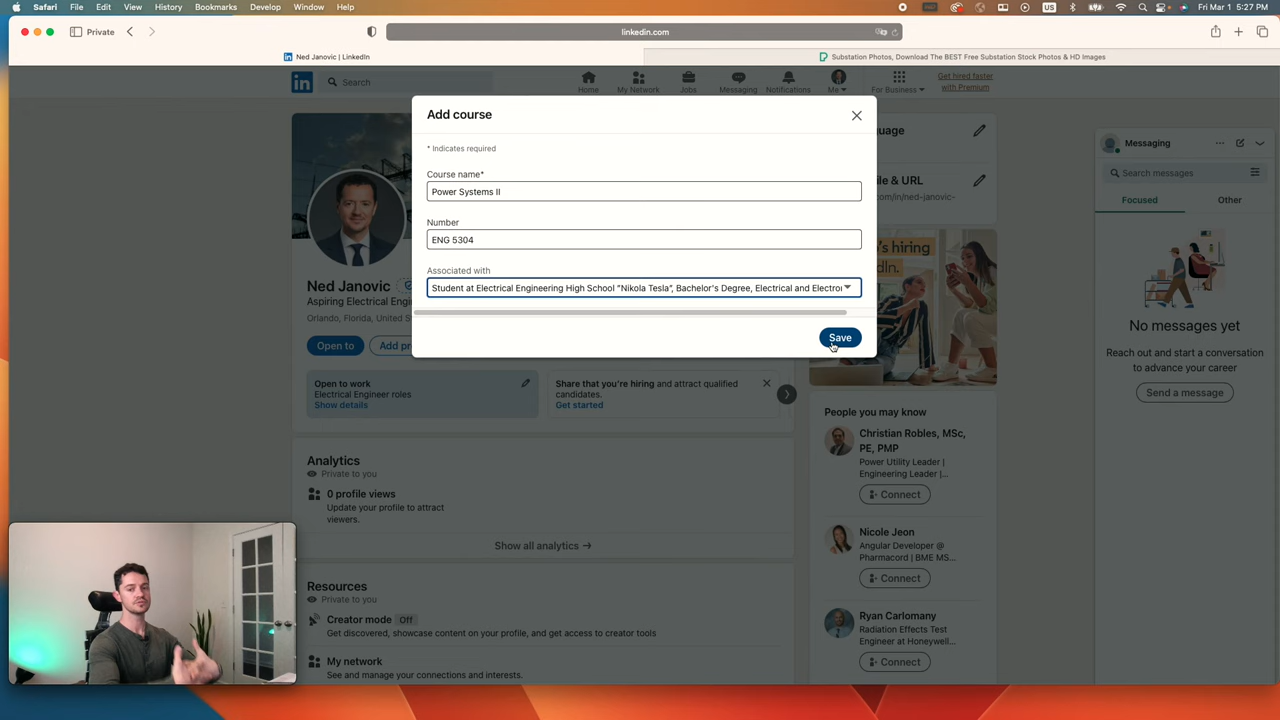 Safari File Edit View History Bookmarks Develop Window Help
US
Fri Mar 1 5:27 PM
Private
linkedin.com
Ned Janovic | LinkedIn
Substation Photos, Download The BEST Free Substation Stock Photos & HD Images
in
Search
Home
My Network
Jobs
Messaging
Notifications
Me
For Business
Get hired faster
with Premium
Add course
* Indicates required
Course name*
Power Systems II
Number
ENG 5304
Associated with
Student at Electrical Engineering High School "Nikola Tesla", Bachelor's Degree, Electrical and Electro
Save
Ned Janovic
Aspiring Electrical
Orlando, Florida, United S
Open to
Add pr
Open to work
Electrical Engineer roles
Show details
Share that you're hiring and attract qualified
candidates.
Get started
Analytics
Private to you
0 profile views
Update your profile to attract
viewers.
Show all analytics →
Resources
Private to you
Creator mode Off
Get discovered, showcase content on your profile, and get access to creator tools
My network
See and manage your connections and interests.
uage
ile & URL
om/in/ned-janovic-
's hiring
edIn.
People you may know
Christian Robles, MSc,
PE, PMP
Power Utility Leader |
Engineering Leader |...
Connect
Nicole Jeon
Angular Developer @
Pharmacord | BME MS...
Connect
Ryan Carlomany
Radiation Effects Test
Engineer at Honeywell...
Connect
Messaging
Search messages
Focused
Other
No messages yet
Reach out and start a conversation
to advance your career
Send a message